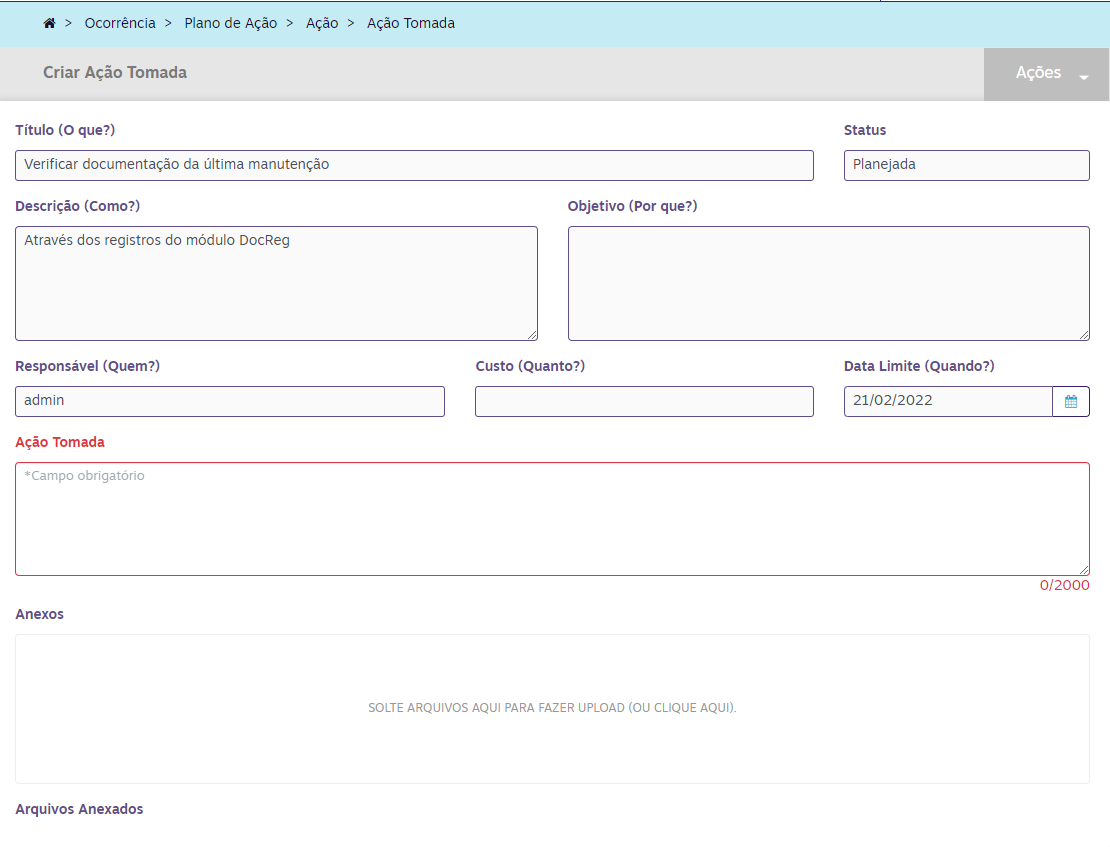 > Ocorrência > Plano de Ação > Ação > Ação Tomada
Criar Ação Tomada
Ações
Título (O que?)
Status
Verificar documentação da última manutenção
Planejada
Descrição (Como?)
Objetivo (Por que?)
Através dos registros do módulo DocReg
Responsável (Quem?)
Custo (Quanto?)
Data Limite (Quando?)
admin
21/02/2022
Ação Tomada
*Campo obrigatório
0/2000
Anexos
SOLTE ARQUIVOS AQUI PARA FAZER UPLOAD (OU CLIQUE AQUI).
Arquivos Anexados